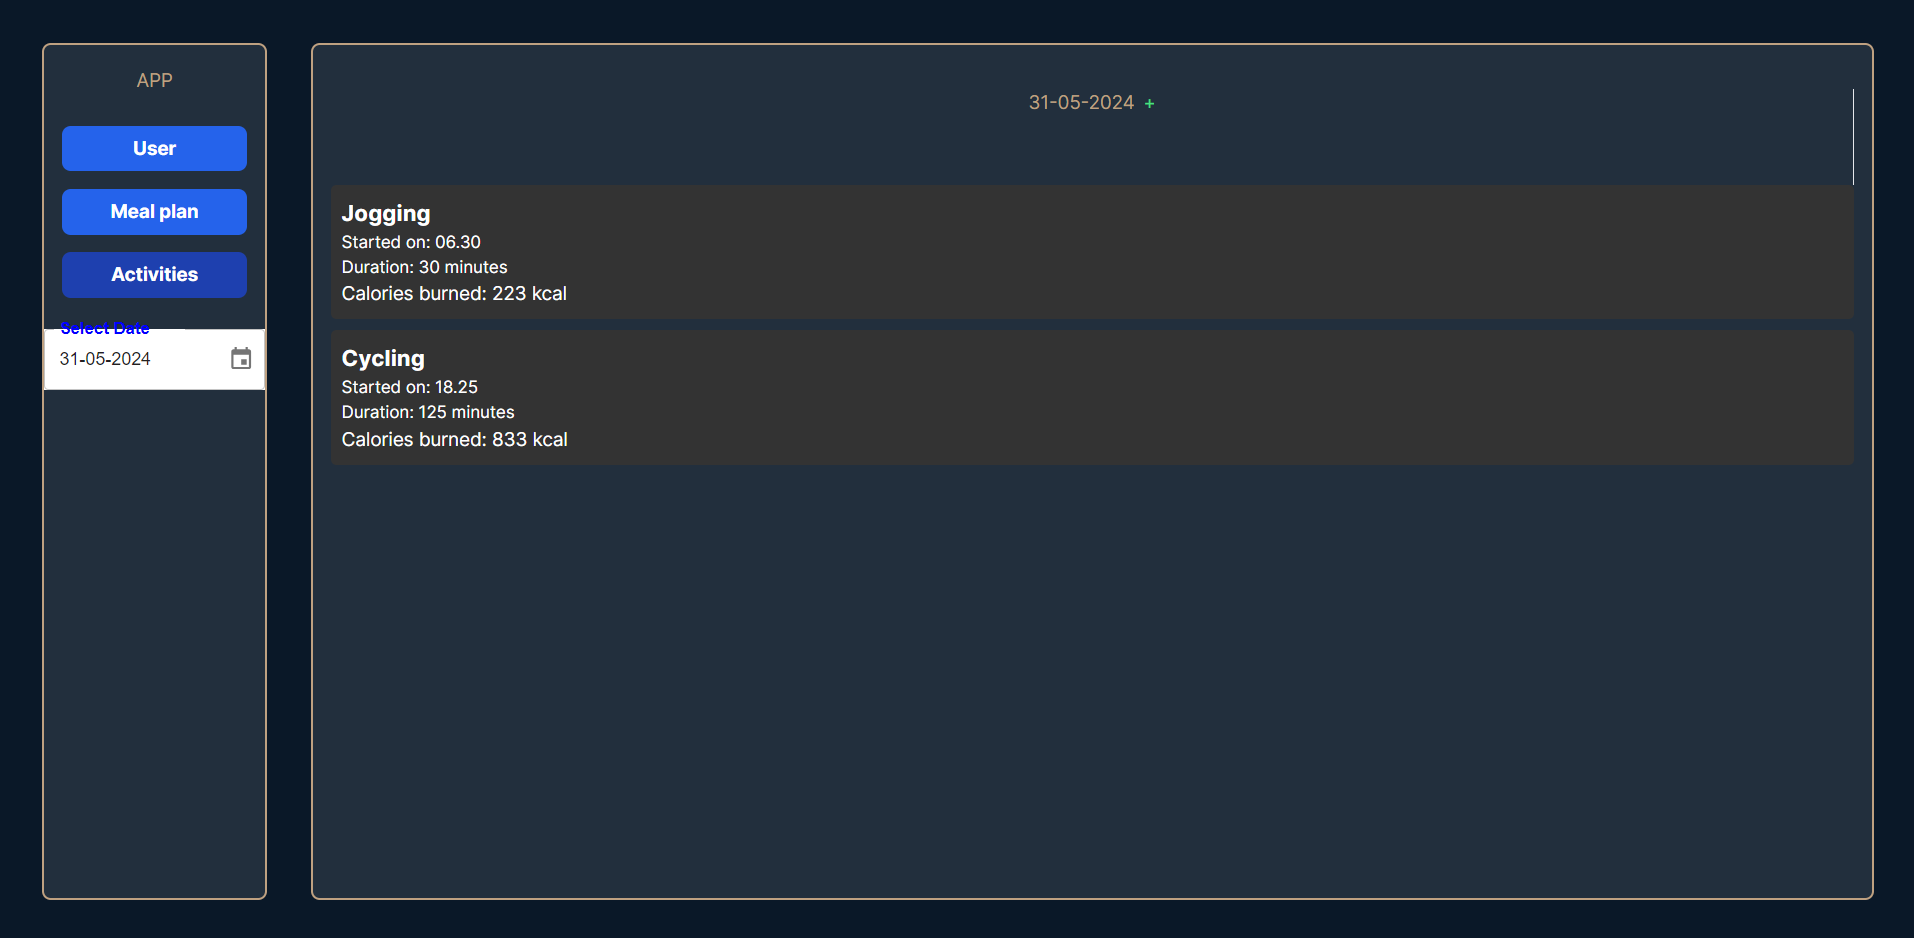 APP
User
Meal plan
Activities
Select Date
31-05-2024
31-05-2024 +
Jogging
Started on: 06.30
Duration: 30 minutes
Calories burned: 223 kcal
Cycling
Started on: 18.25
Duration: 125 minutes
Calories burned: 833 kcal